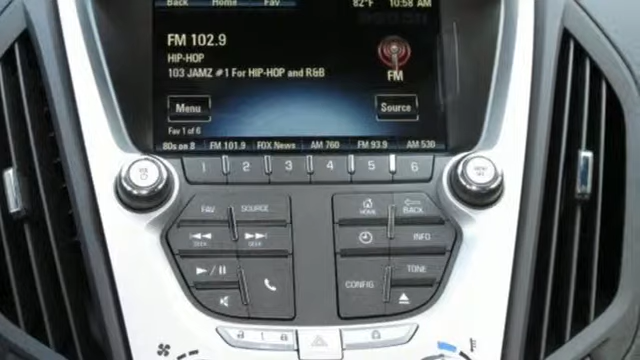 Back Home Fav 82°F 10:58 AM
FM 102.9
HIP-HOP
103 JAMZ #1 For HIP-HOP and R&B
FM
Menu Source
Fav 1 of 6
80s on 8 FM 101.9 FOX News AM 760 FM 93.9 AM 530
1 2 3 4 5 6
FAV SOURCE HOME BACK
SEEK SEEK INFO
CONFIG TONE